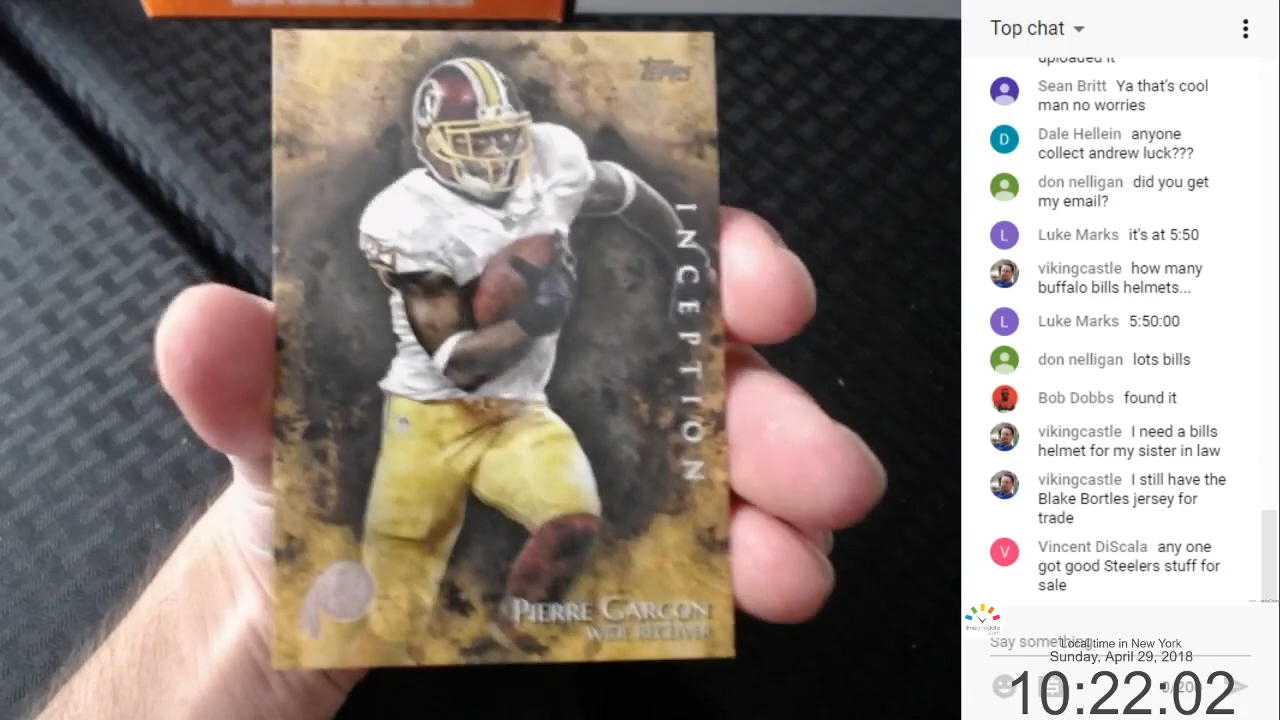 TOPPS
INCEPTION
PIERRE GARCON
WIDE RECEIVER
Top chat
uploaded it
Sean Britt Ya that's cool
man no worries
D
Dale Hellein anyone
collect andrew luck???
don nelligan did you get
my email?
L
Luke Marks it's at 5:50
vikingcastle how many
buffalo bills helmets...
L
Luke Marks 5:50:00
don nelligan lots bills
Bob Dobbs found it
vikingcastle I need a bills
helmet for my sister in law
vikingcastle I still have the
Blake Bortles jersey for
trade
V
Vincent DiScala any one
got good Steelers stuff for
sale
Say something...
Local time in New York
Sunday, April 29, 2018
0/200
10:22:02